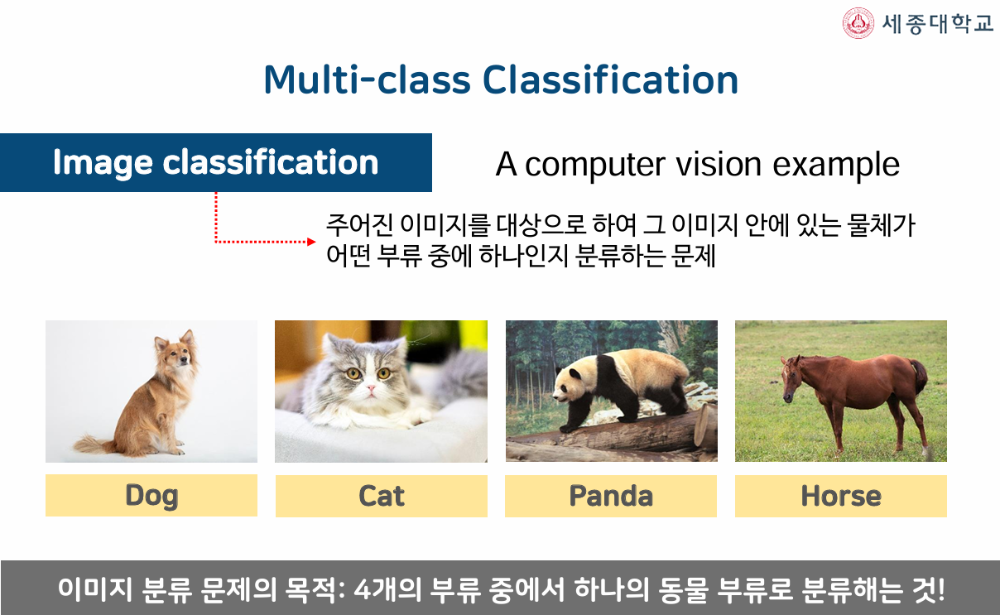 세종대학교
Multi-class Classification
Image classification
A computer vision example
주어진 이미지를 대상으로 하여 그 이미지 안에 있는 물체가
어떤 부류 중에 하나인지 분류하는 문제
Dog
Cat
Panda
Horse
이미지 분류 문제의 목적: 4개의 부류 중에서 하나의 동물 부류로 분류해는 것!